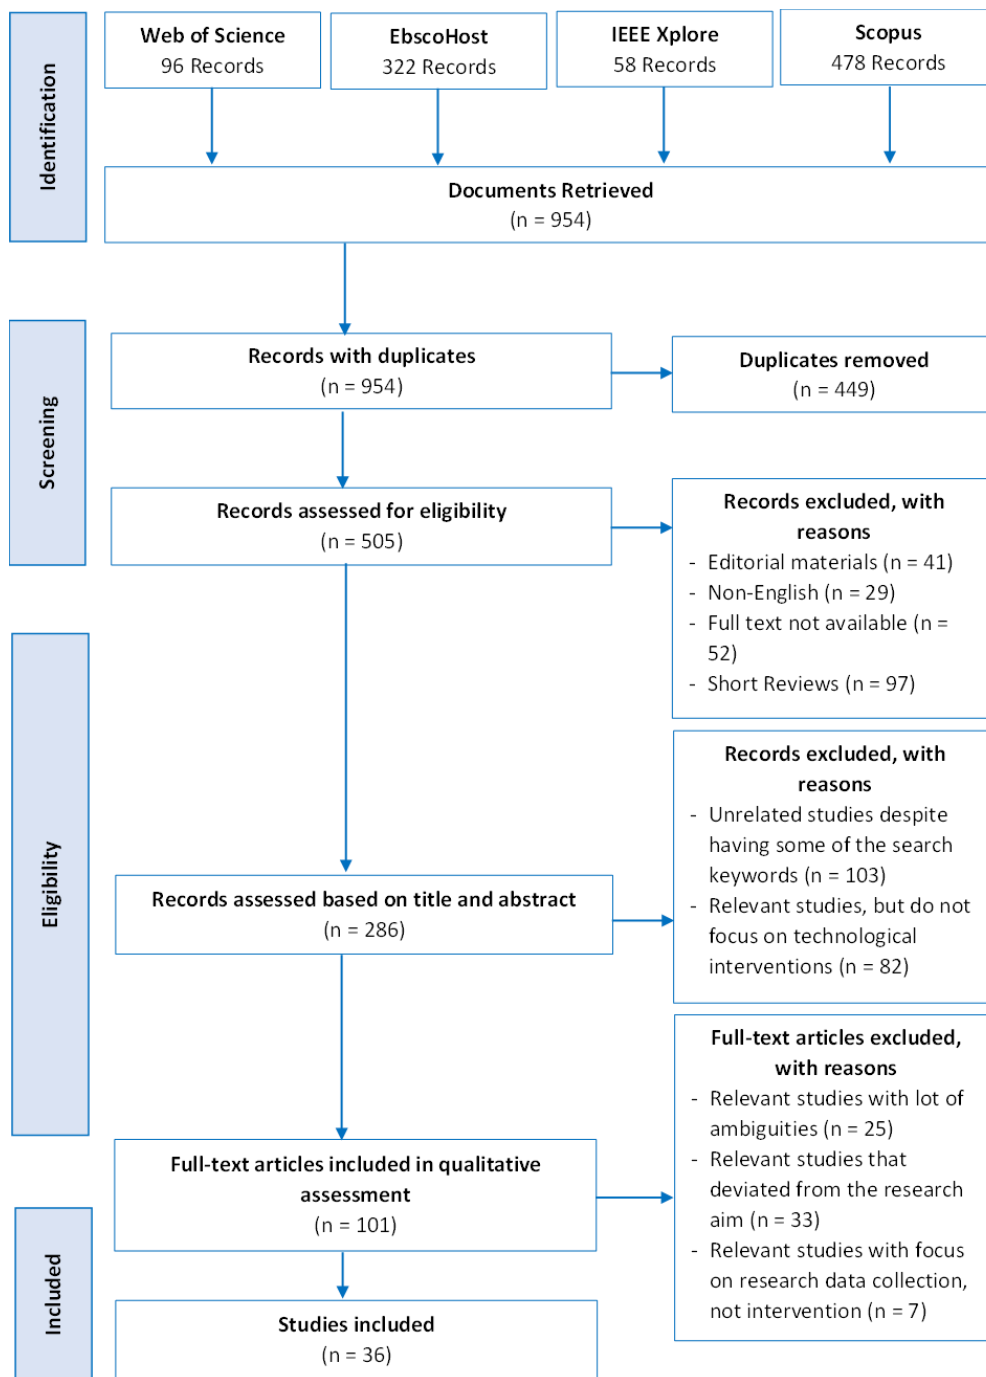 Identification
Web of Science
96 Records
EbscoHost
322 Records
IEEE Xplore
58 Records
Scopus
478 Records
Documents Retrieved
(n = 954)
Screening
Records with duplicates
(n = 954)
Duplicates removed
(n = 449)
Records assessed for eligibility
(n = 505)
Records excluded, with
reasons
- Editorial materials (n = 41)
- Non-English (n = 29)
- Full text not available (n =
52)
- Short Reviews (n = 97)
Eligibility
Records assessed based on title and abstract
(n = 286)
Records excluded, with
reasons
- Unrelated studies despite
having some of the search
keywords (n = 103)
- Relevant studies, but do not
focus on technological
interventions (n = 82)
Full-text articles included in qualitative
assessment
(n = 101)
Full-text articles excluded,
with reasons
- Relevant studies with lot of
ambiguities (n = 25)
- Relevant studies that
deviated from the research
aim (n = 33)
- Relevant studies with focus
on research data collection,
not intervention (n = 7)
Included
Studies included
(n = 36)